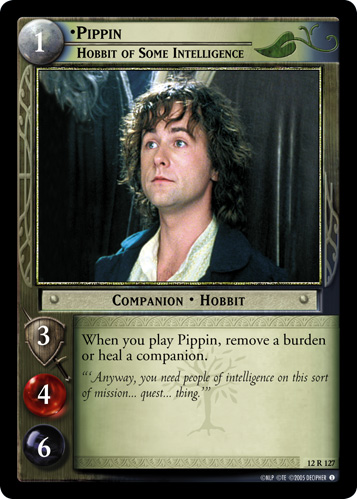 1
•Pippin
Hobbit of Some Intelligence
Companion • Hobbit
3
4
6
When you play Pippin, remove a burden
or heal a companion.
"'Anyway, you need people of intelligence on this sort
of mission... quest... thing.'"
12 R 127
©NLP ©TE ©2005 DECIPHER